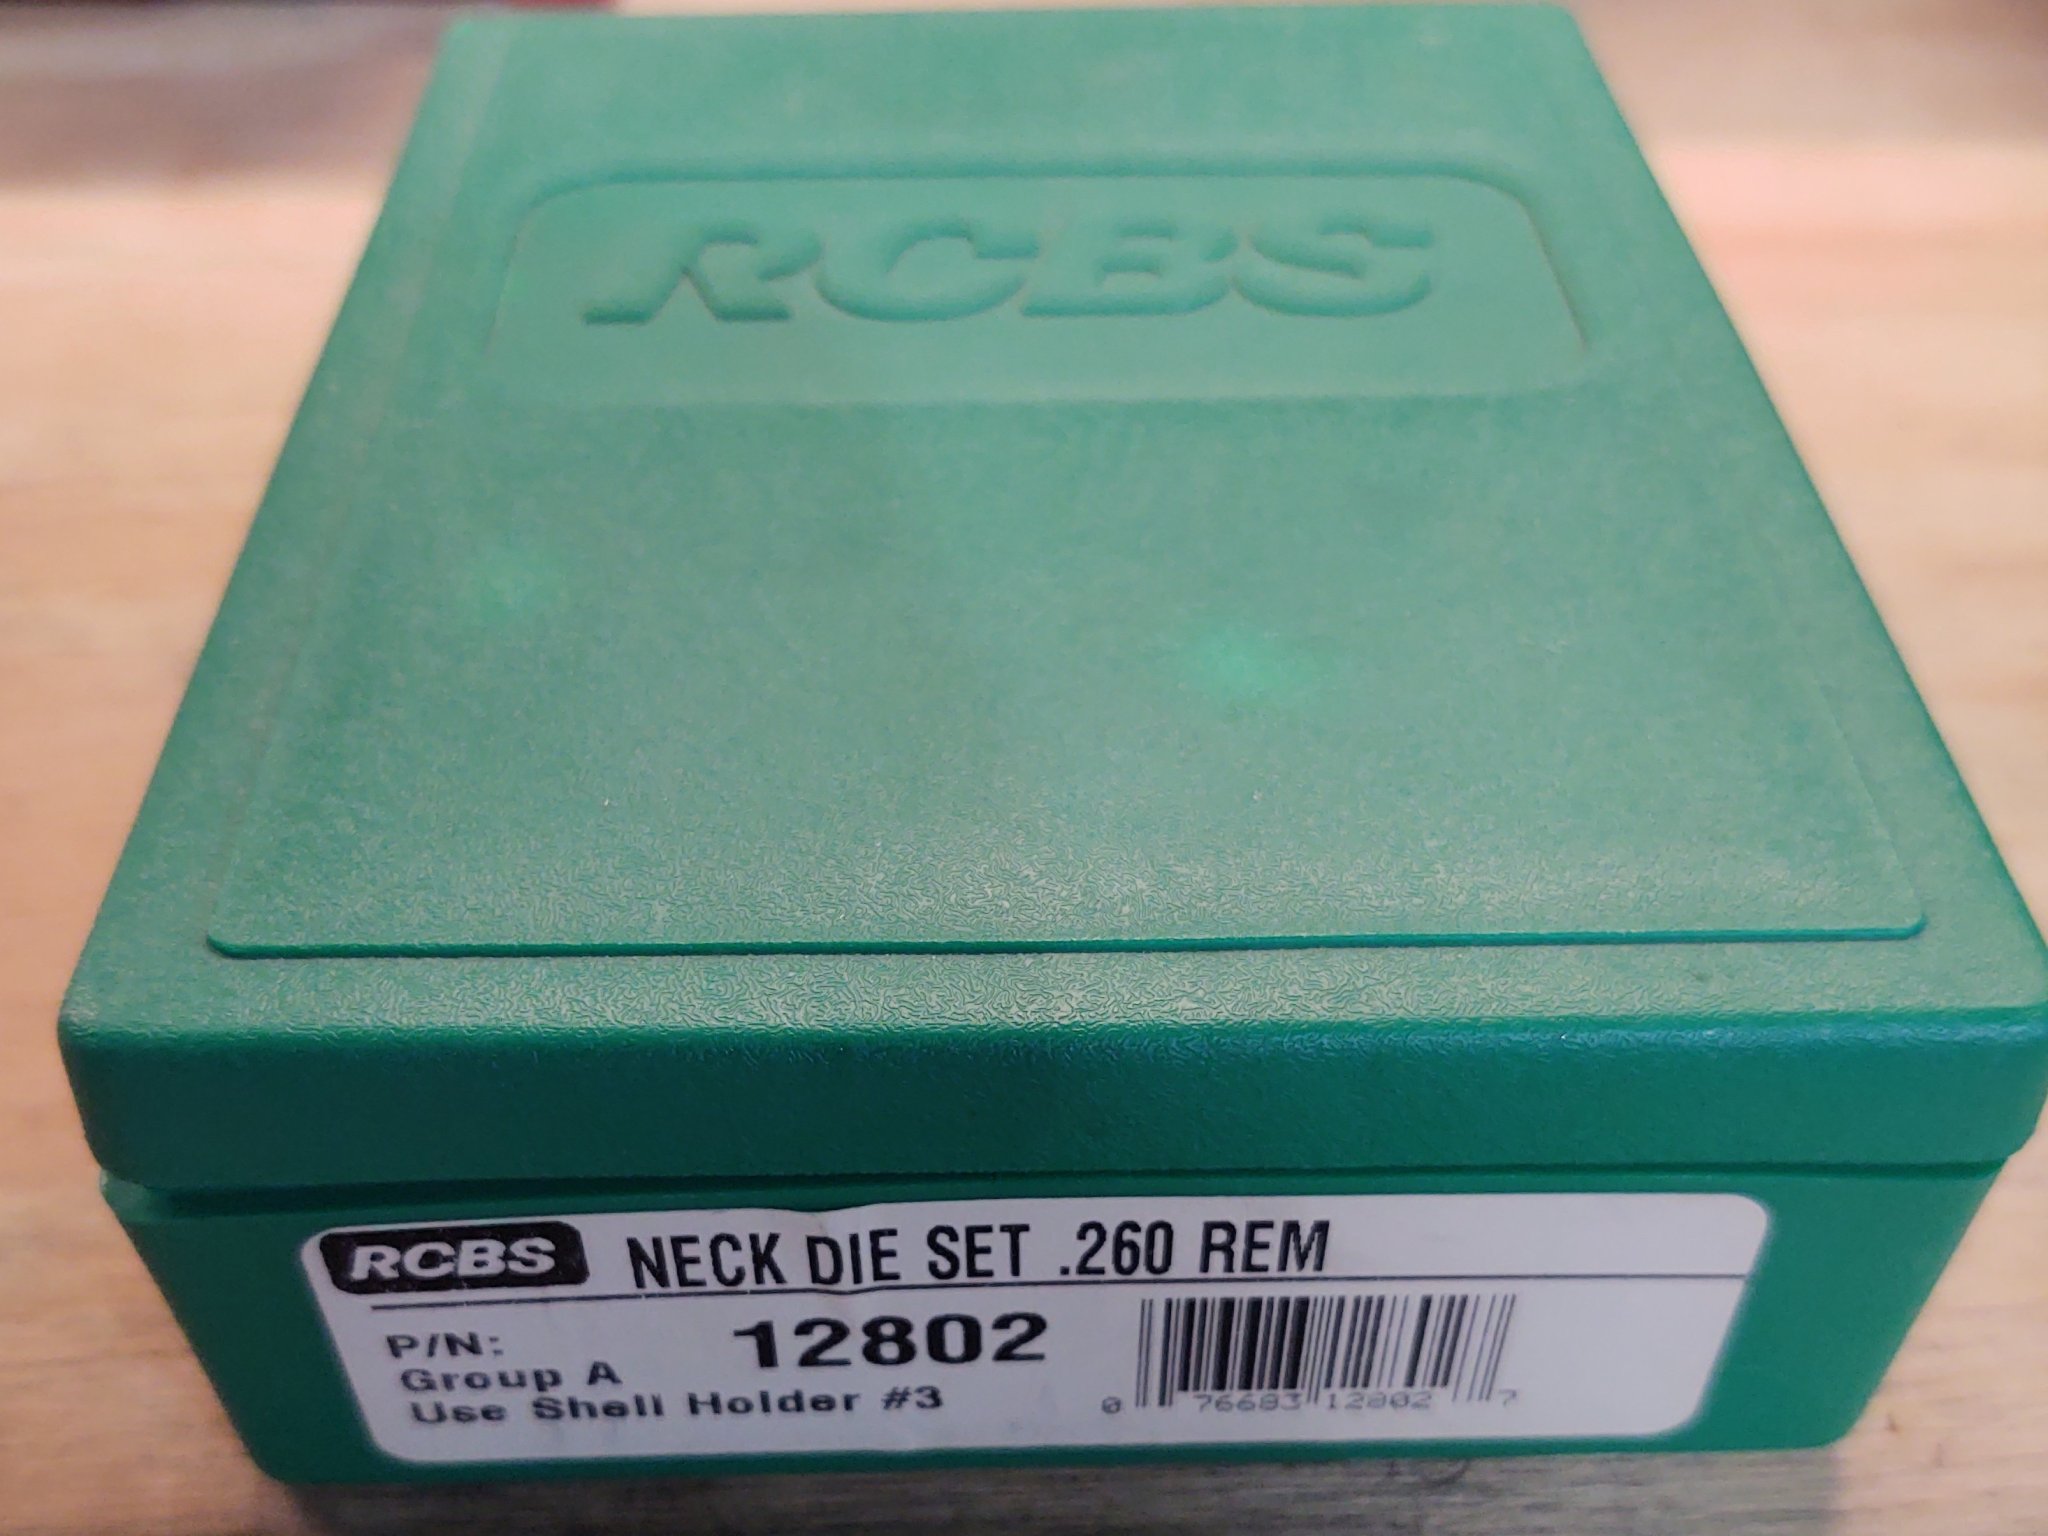 RCBS
RCBS NECK DIE SET .260 REM
P/N: 12802
Group A
Use Shell Holder #3
0 76683 12802 7